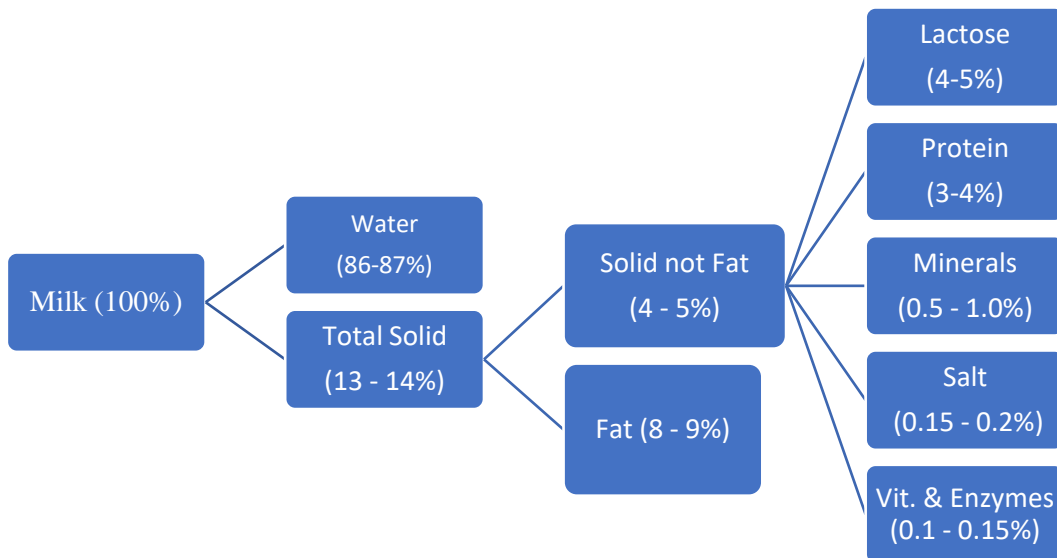 Milk (100%)
Water
(86-87%)
Total Solid
(13 - 14%)
Solid not Fat
(4 - 5%)
Fat (8 - 9%)
Lactose
(4-5%)
Protein
(3-4%)
Minerals
(0.5 - 1.0%)
Salt
(0.15 - 0.2%)
Vit. & Enzymes
(0.1 - 0.15%)